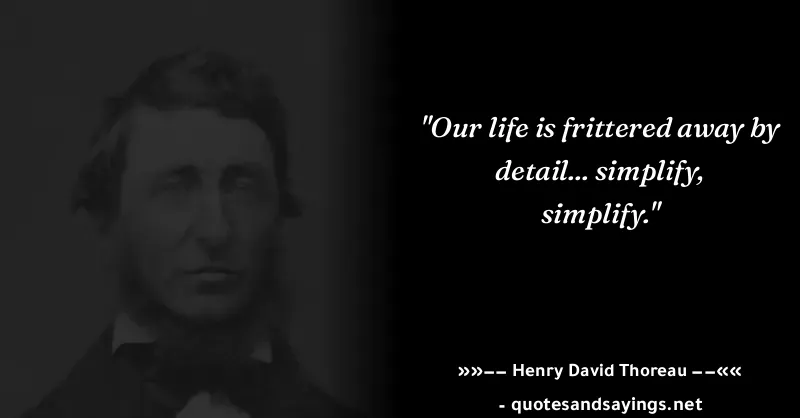 "Our life is frittered away by
detail... simplify,
simplify."
»»−− Henry David Thoreau −−««
- quotesandsayings.net